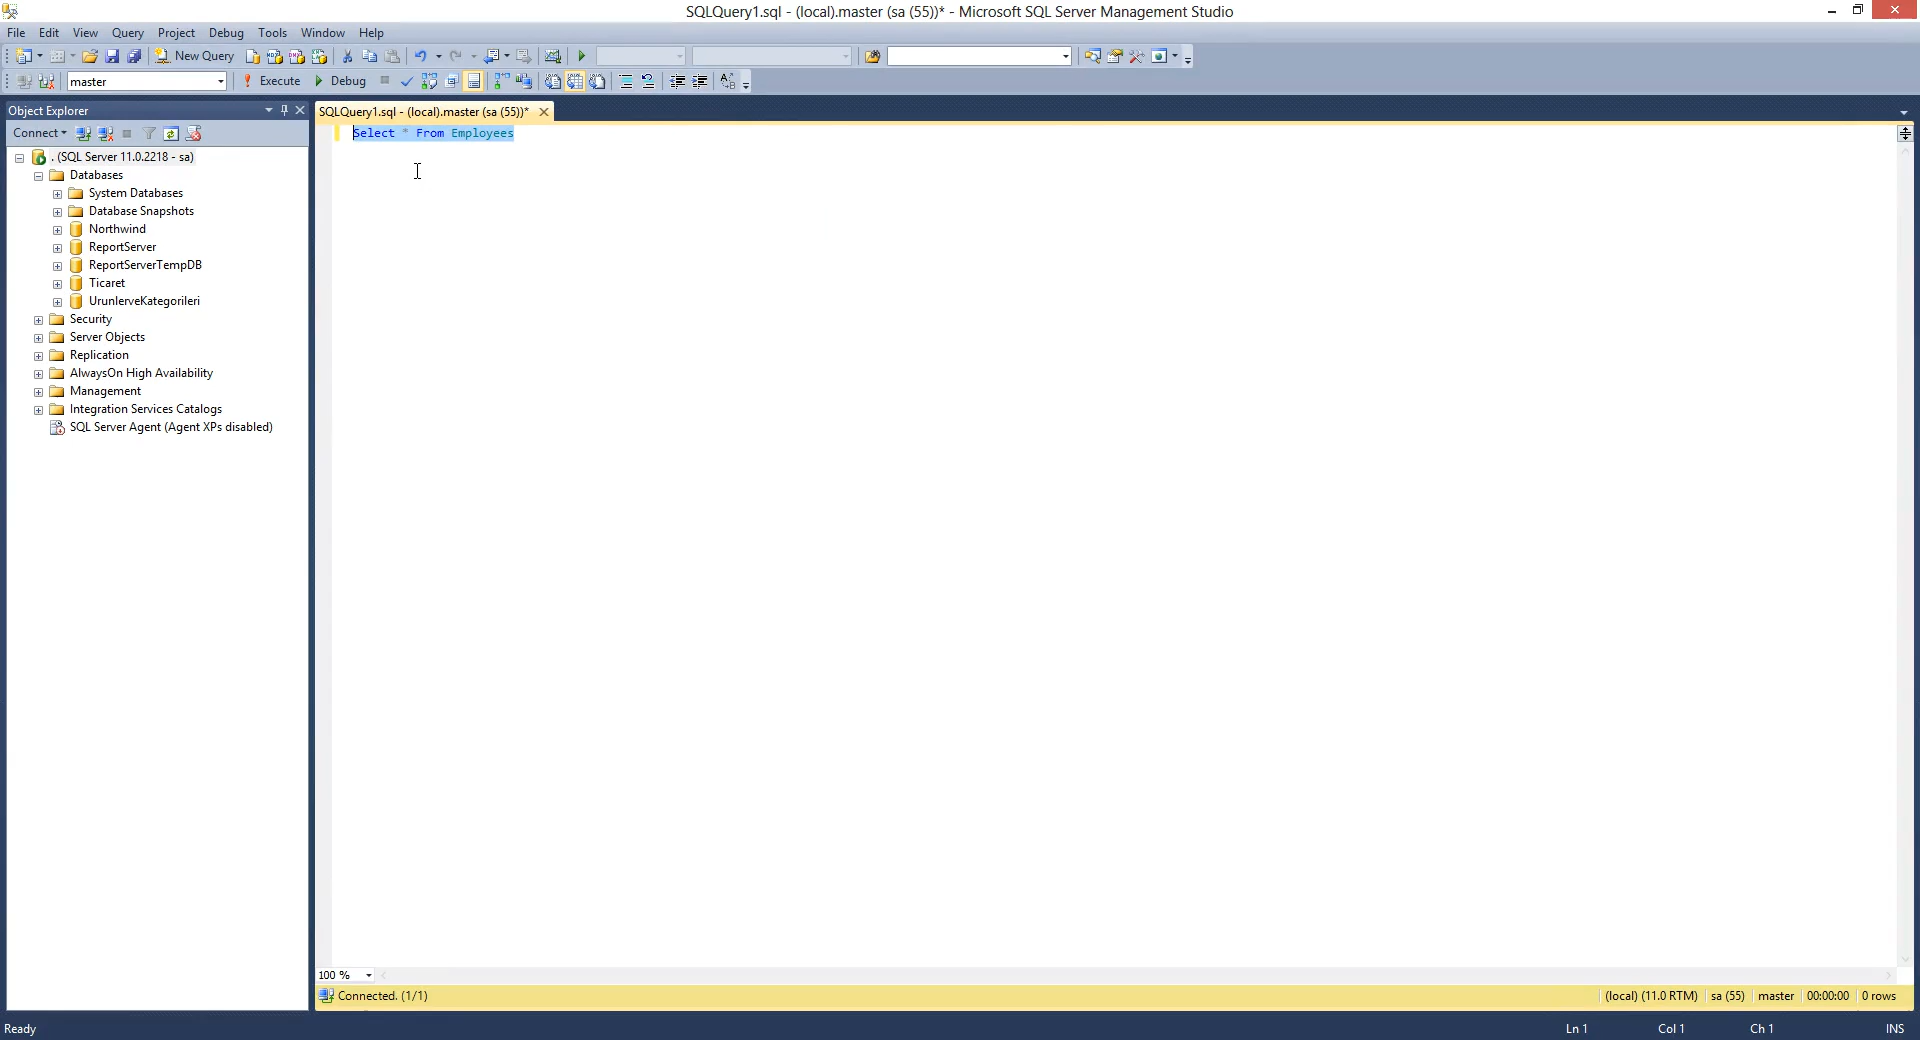 SQLQuery1.sql - (local).master (sa (55))* - Microsoft SQL Server Management Studio
File Edit View Query Project Debug Tools Window Help
New Query
master Execute Debug
Object Explorer
Connect
. (SQL Server 11.0.2218 - sa)
Databases
System Databases
Database Snapshots
Northwind
ReportServer
ReportServerTempDB
Ticaret
UrunlerveKategorileri
Security
Server Objects
Replication
AlwaysOn High Availability
Management
Integration Services Catalogs
SQL Server Agent (Agent XPs disabled)
SQLQuery1.sql - (local).master (sa (55))*
Select * From Employees
100 %
Connected. (1/1) (local) (11.0 RTM) sa (55) master 00:00:00 0 rows
Ready Ln 1 Col 1 Ch 1 INS